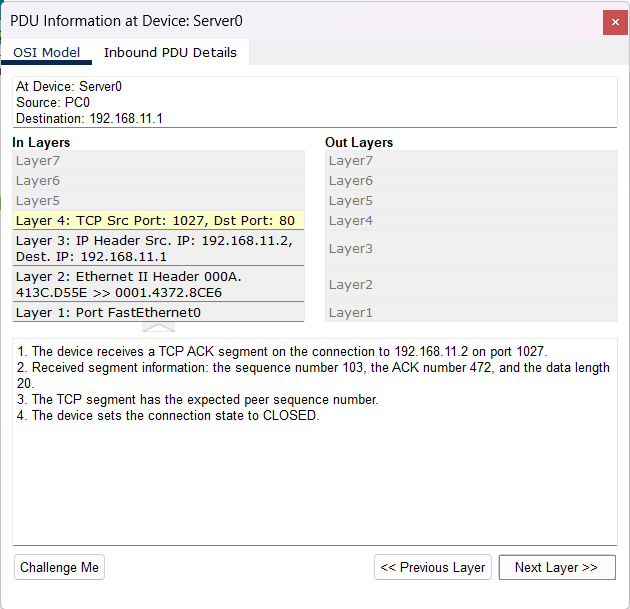 PDU Information at Device: Server0
OSI Model Inbound PDU Details
At Device: Server0
Source: PC0
Destination: 192.168.11.1
In Layers
Layer7
Layer6
Layer5
Layer 4: TCP Src Port: 1027, Dst Port: 80
Layer 3: IP Header Src. IP: 192.168.11.2,
Dest. IP: 192.168.11.1
Layer 2: Ethernet II Header 000A.
413C.D55E >> 0001.4372.8CE6
Layer 1: Port FastEthernet0
Out Layers
Layer7
Layer6
Layer5
Layer4
Layer3
Layer2
Layer1
1. The device receives a TCP ACK segment on the connection to 192.168.11.2 on port 1027.
2. Received segment information: the sequence number 103, the ACK number 472, and the data length
20.
3. The TCP segment has the expected peer sequence number.
4. The device sets the connection state to CLOSED.
Challenge Me
<< Previous Layer
Next Layer >>